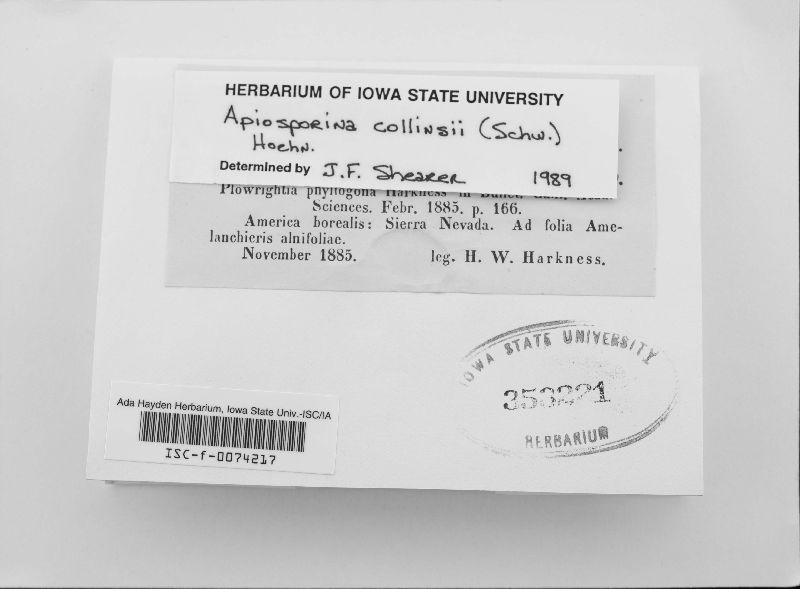 HERBARIUM OF IOWA STATE UNIVERSITY
Apiosporina collinsii (Schw.)
Hoehn.
Determined by J.F. Shearer 1989
Plowrightia phyllogona Harkness in
Sciences. Febr. 1885. p. 166.
America borealis: Sierra Nevada. Ad folia Ame-
lanchieris alnifoliae.
November 1885. leg. H. W. Harkness.
IOWA STATE UNIVERSITY
HERBARIUM
Ada Hayden Herbarium, Iowa State Univ.-ISC/IA
ISC-f-0074217